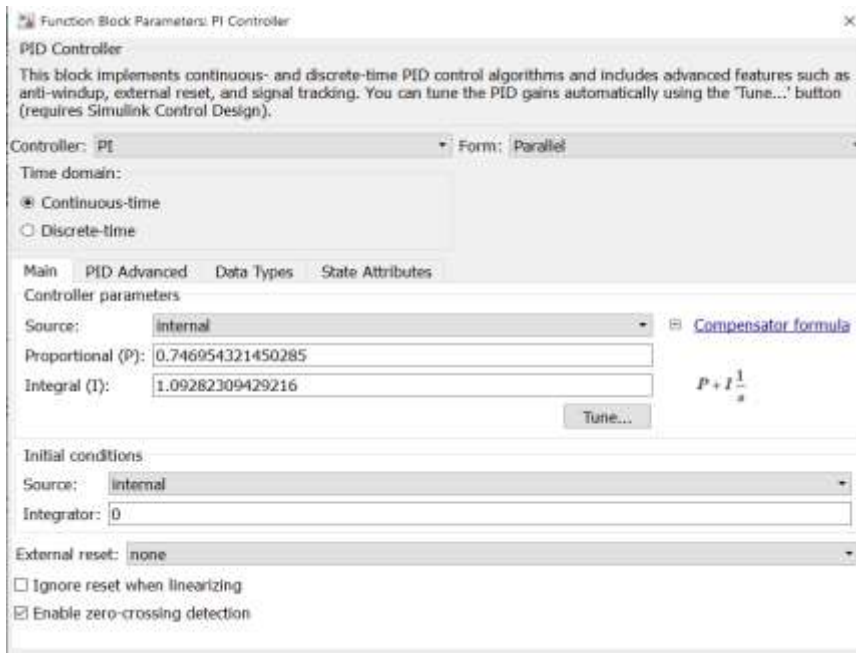 Function Block Parameters: PI Controller
PID Controller
This block implements continuous- and discrete-time PID control algorithms and includes advanced features such as
anti-windup, external reset, and signal tracking. You can tune the PID gains automatically using the 'Tune...' button
(requires Simulink Control Design).
Controller: PI Form: Parallel
Time domain:
Continuous-time
Discrete-time
Main PID Advanced Data Types State Attributes
Controller parameters
Source: internal Compensator formula
Proportional (P): 0.746954321450285
Integral (I): 1.09282309429216
P + I 1/s
Tune...
Initial conditions
Source: internal
Integrator: 0
External reset: none
Ignore reset when linearizing
Enable zero-crossing detection